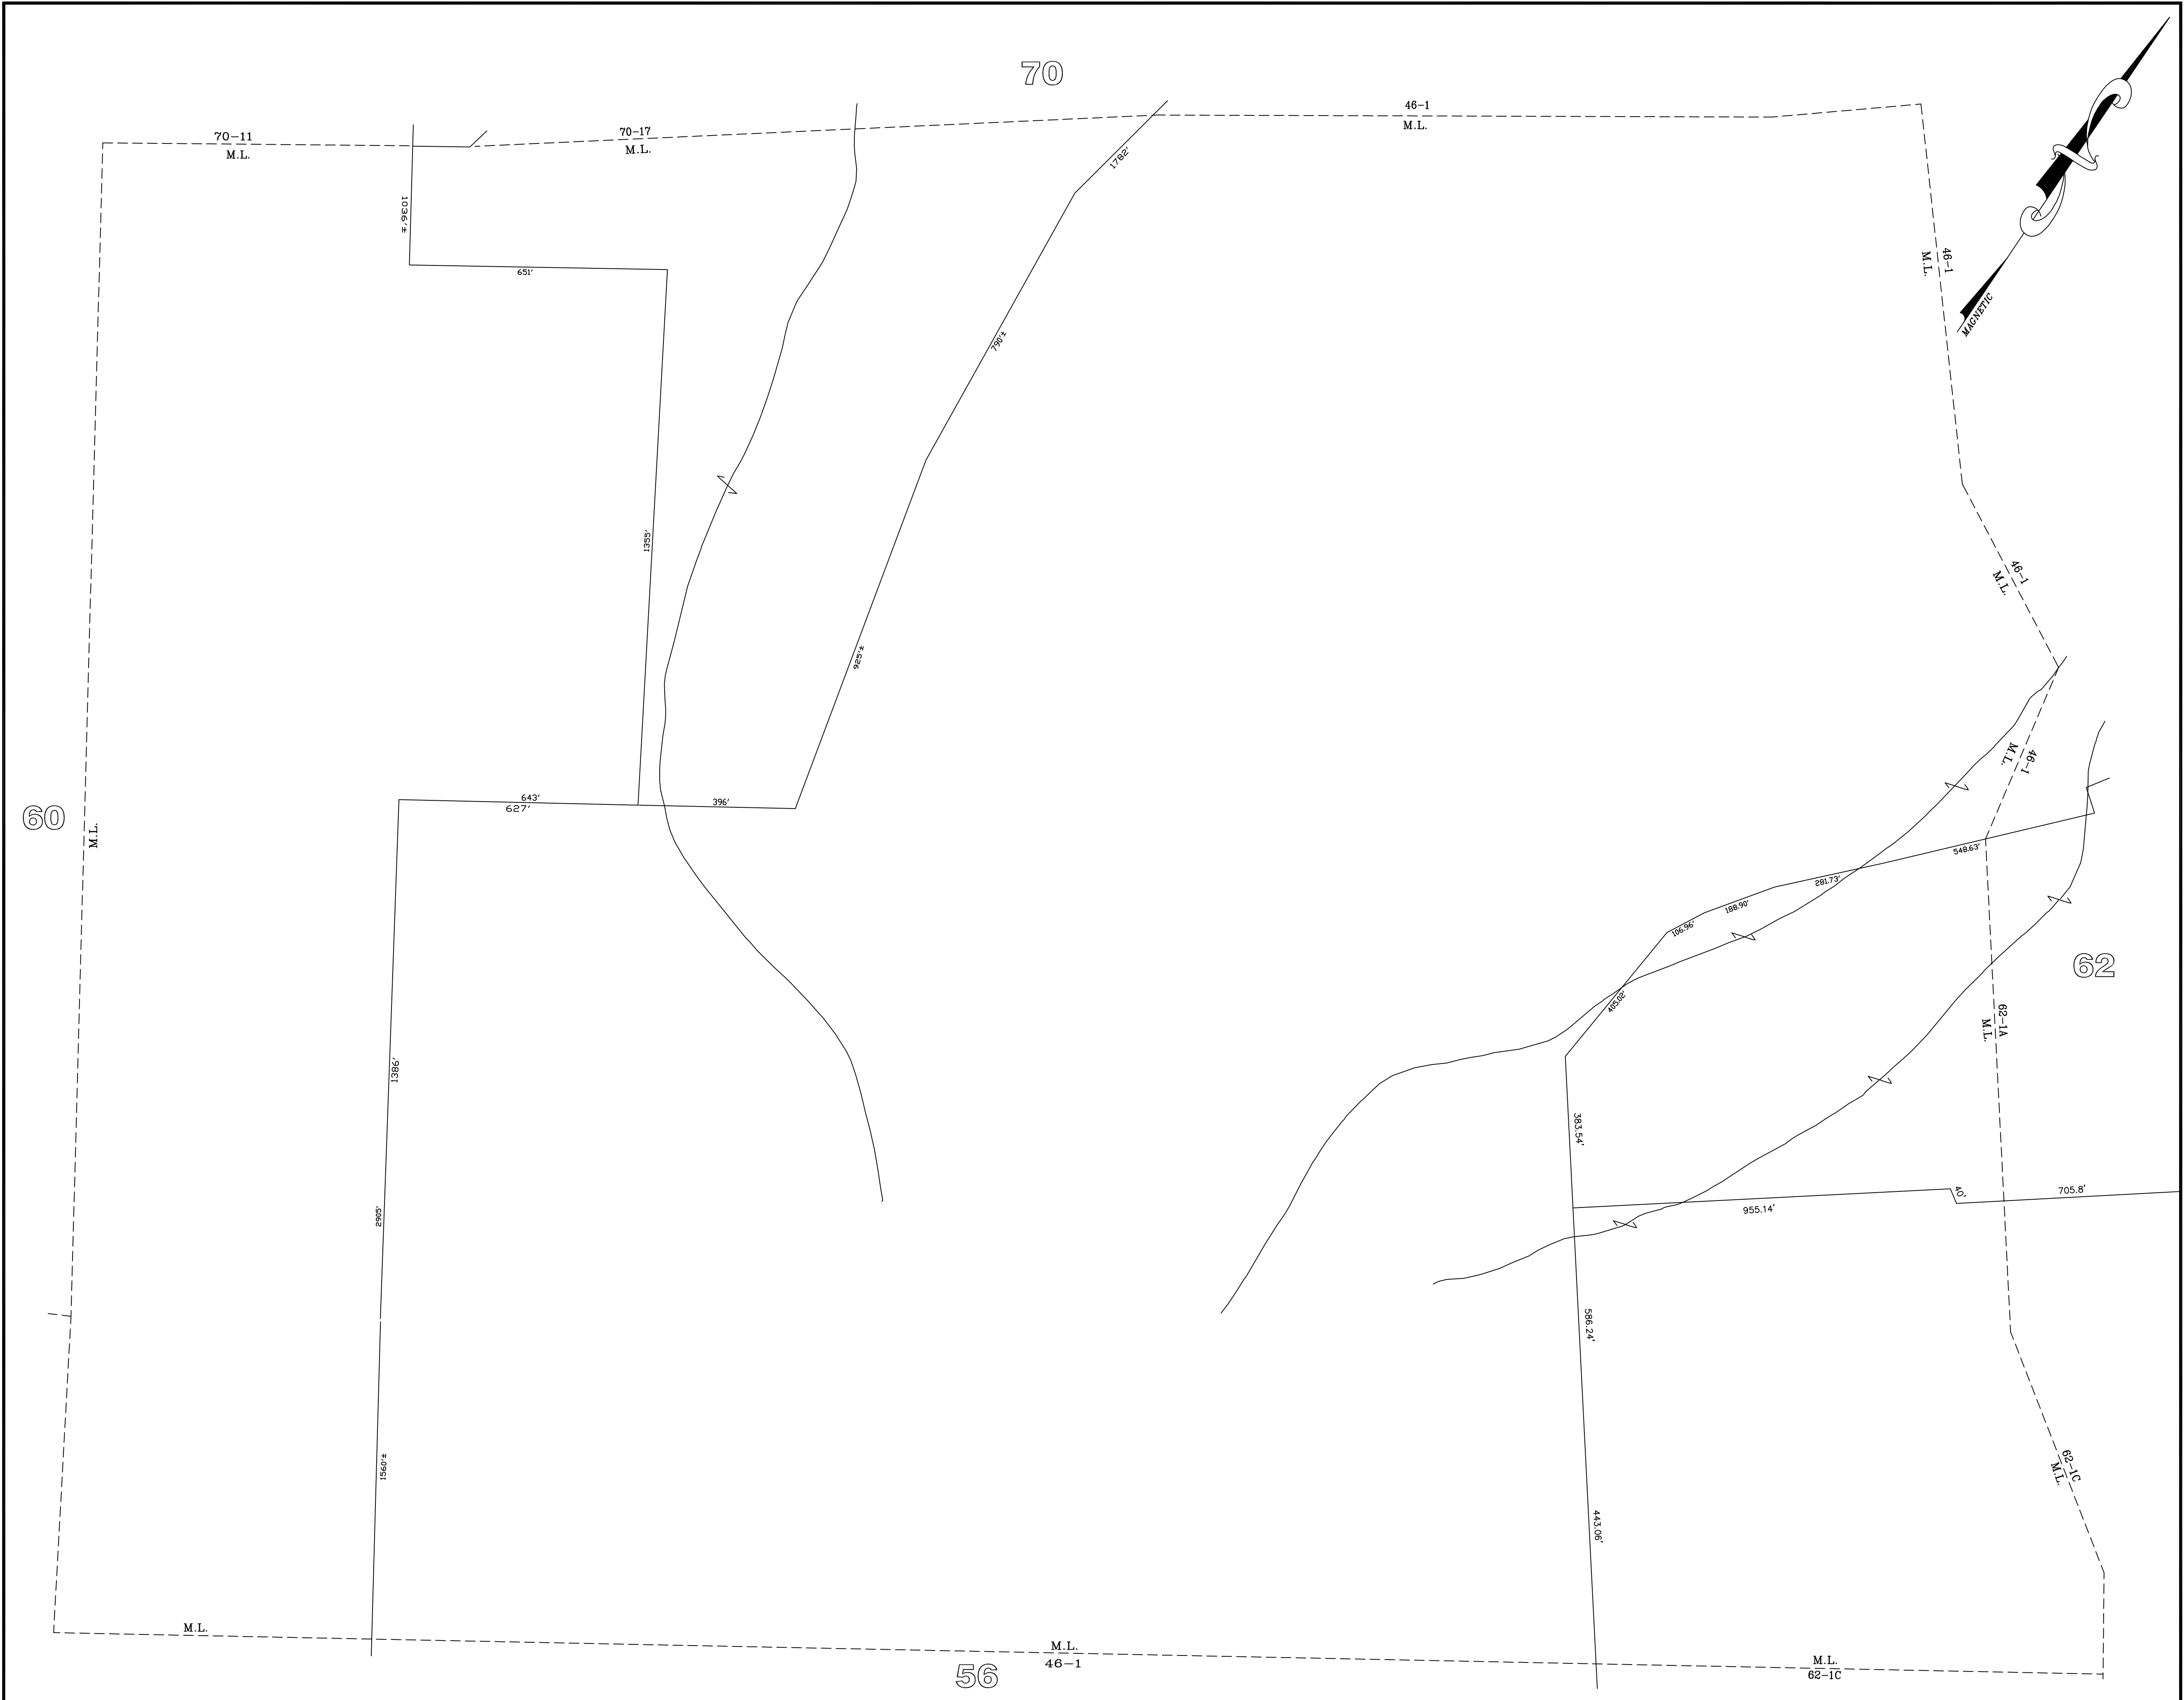 70
70-11
M.L.
70-17
M.L.
46-1
M.L.
1782'
1036'±
651'
46-1
M.L.
MAGNETIC
790'±
1355'
46-1
M.L.
925'±
46-1
M.L.
643'
627'
396'
60
M.L.
548.63'
281.73'
188.90'
106.96'
405.02'
62
62-1A
M.L.
1386'
383.54'
2905'
955.14'
40'
705.8'
586.24'
1560'±
62-1C
M.L.
443.06'
M.L.
M.L.
46-1
56
M.L.
62-1C